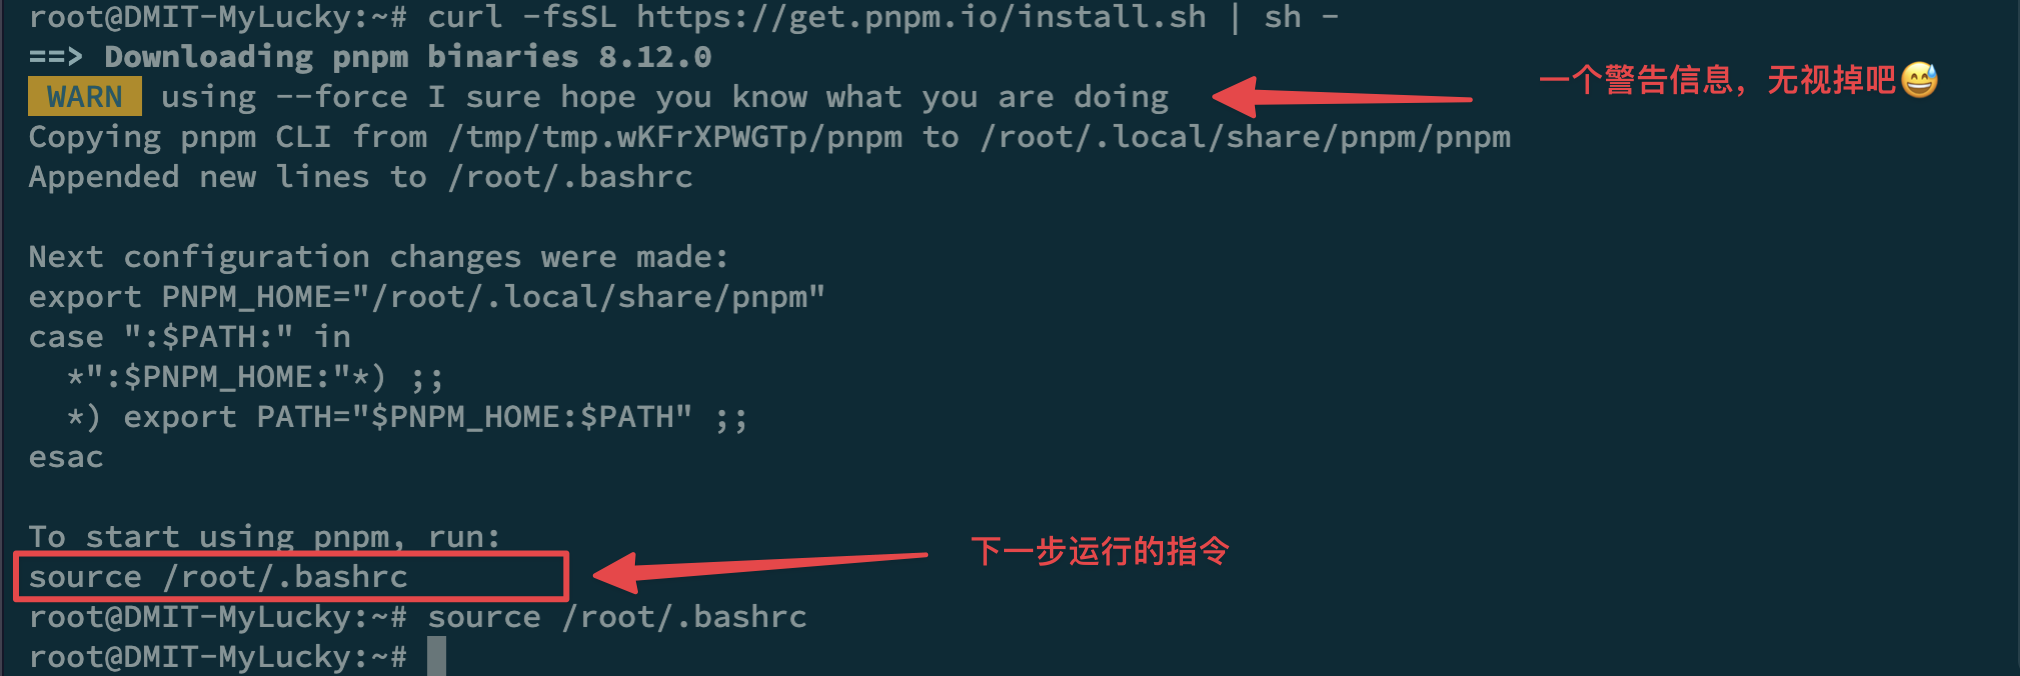 root@DMIT-MyLucky:~# curl -fsSL https://get.pnpm.io/install.sh | sh -
==> Downloading pnpm binaries 8.12.0
WARN using --force I sure hope you know what you are doing
一个警告信息，无视掉吧😅
Copying pnpm CLI from /tmp/tmp.wKFrXPWGTp/pnpm to /root/.local/share/pnpm/pnpm
Appended new lines to /root/.bashrc
Next configuration changes were made:
export PNPM_HOME="/root/.local/share/pnpm"
case ":$PATH:" in
  *":$PNPM_HOME:"*) ;;
  *) export PATH="$PNPM_HOME:$PATH" ;;
esac
To start using pnpm, run:
source /root/.bashrc
下一步运行的指令
root@DMIT-MyLucky:~# source /root/.bashrc
root@DMIT-MyLucky:~#